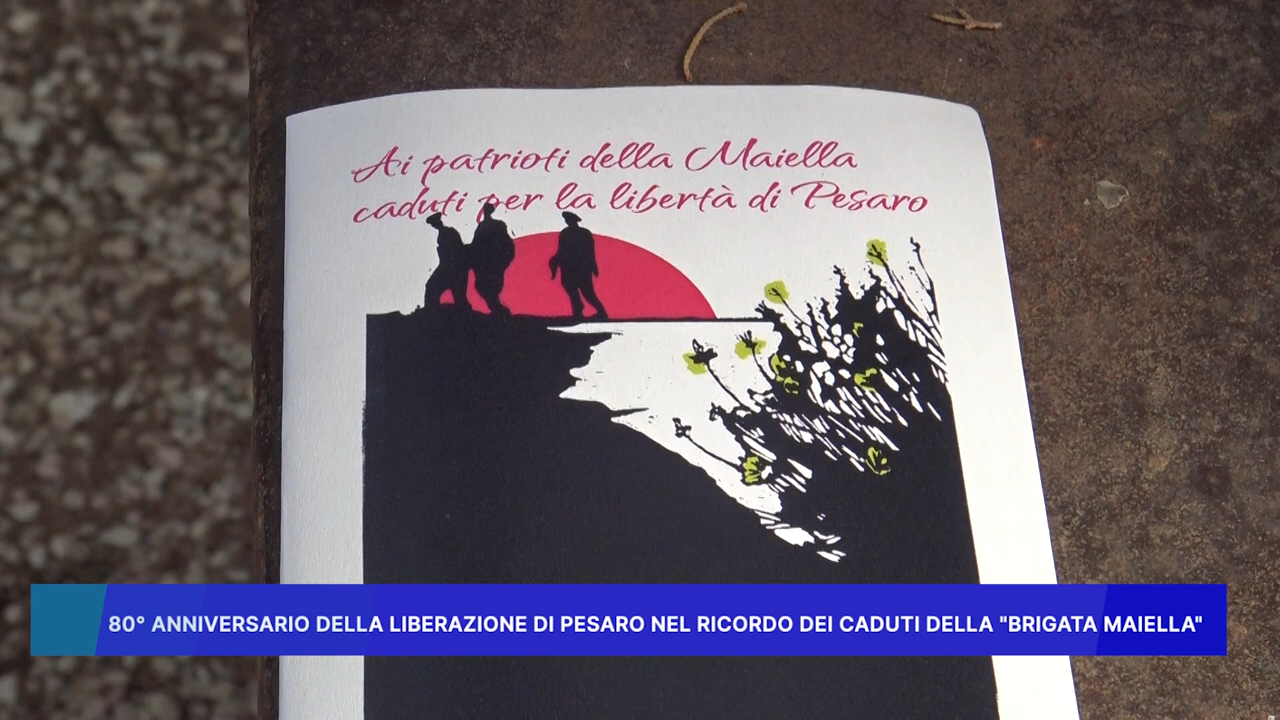 Ai patrioti della Maiella
caduti per la libertà di Pesaro
80° ANNIVERSARIO DELLA LIBERAZIONE DI PESARO NEL RICORDO DEI CADUTI DELLA "BRIGATA MAIELLA"